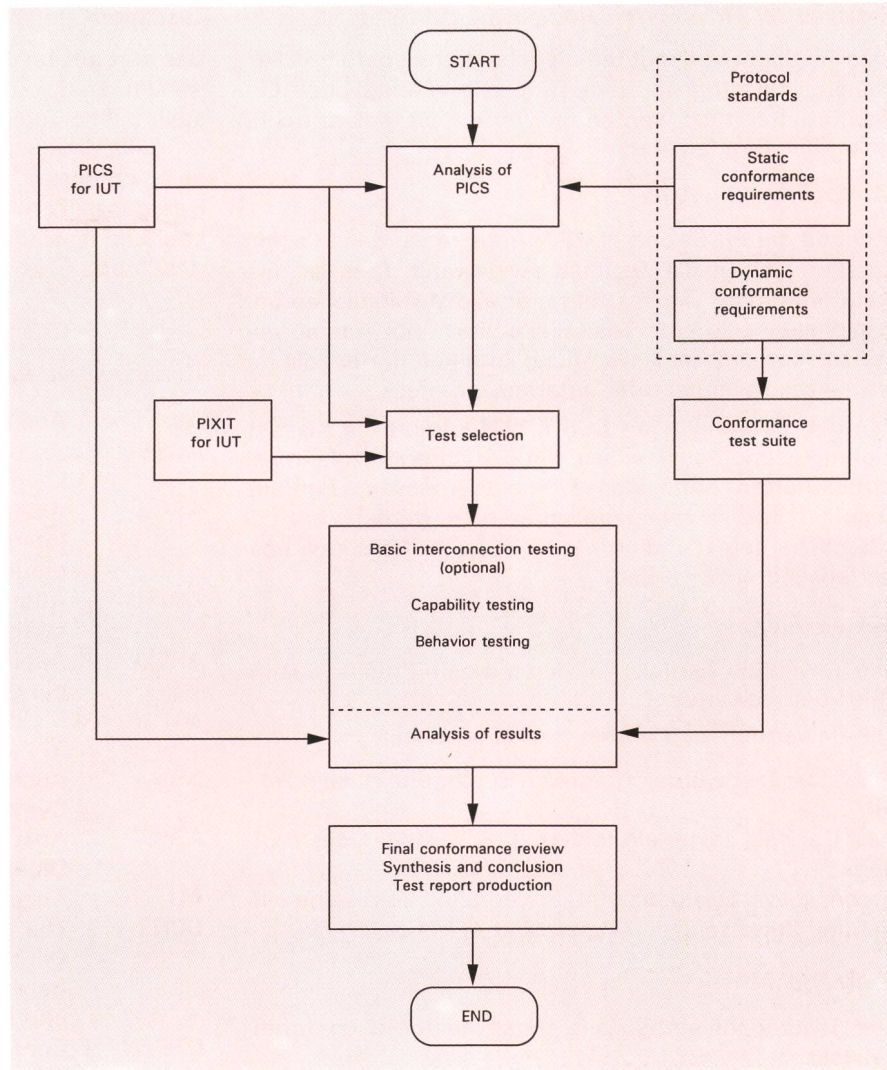 START
Protocol
standards
PICS
for IUT
Analysis of
PICS
Static
conformance
requirements
Dynamic
conformance
requirements
PIXIT
for IUT
Test selection
Conformance
test suite
Basic interconnection testing
(optional)
Capability testing
Behavior testing
Analysis of results
Final conformance review
Synthesis and conclusion
Test report production
END